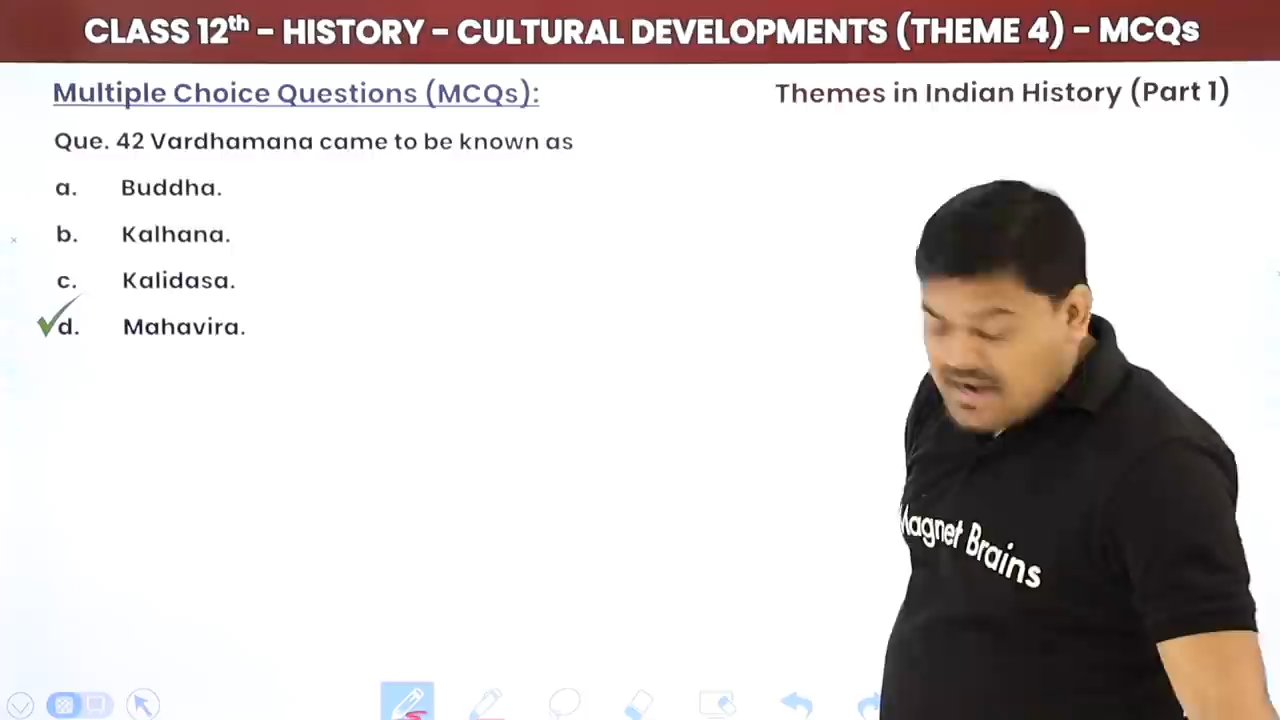 CLASS 12th – HISTORY – CULTURAL DEVELOPMENTS (THEME 4) – MCQs
Multiple Choice Questions (MCQs):
Themes in Indian History (Part 1)
Que. 42 Vardhamana came to be known as
a. Buddha.
b. Kalhana.
c. Kalidasa.
d. Mahavira.
Magnet Brains